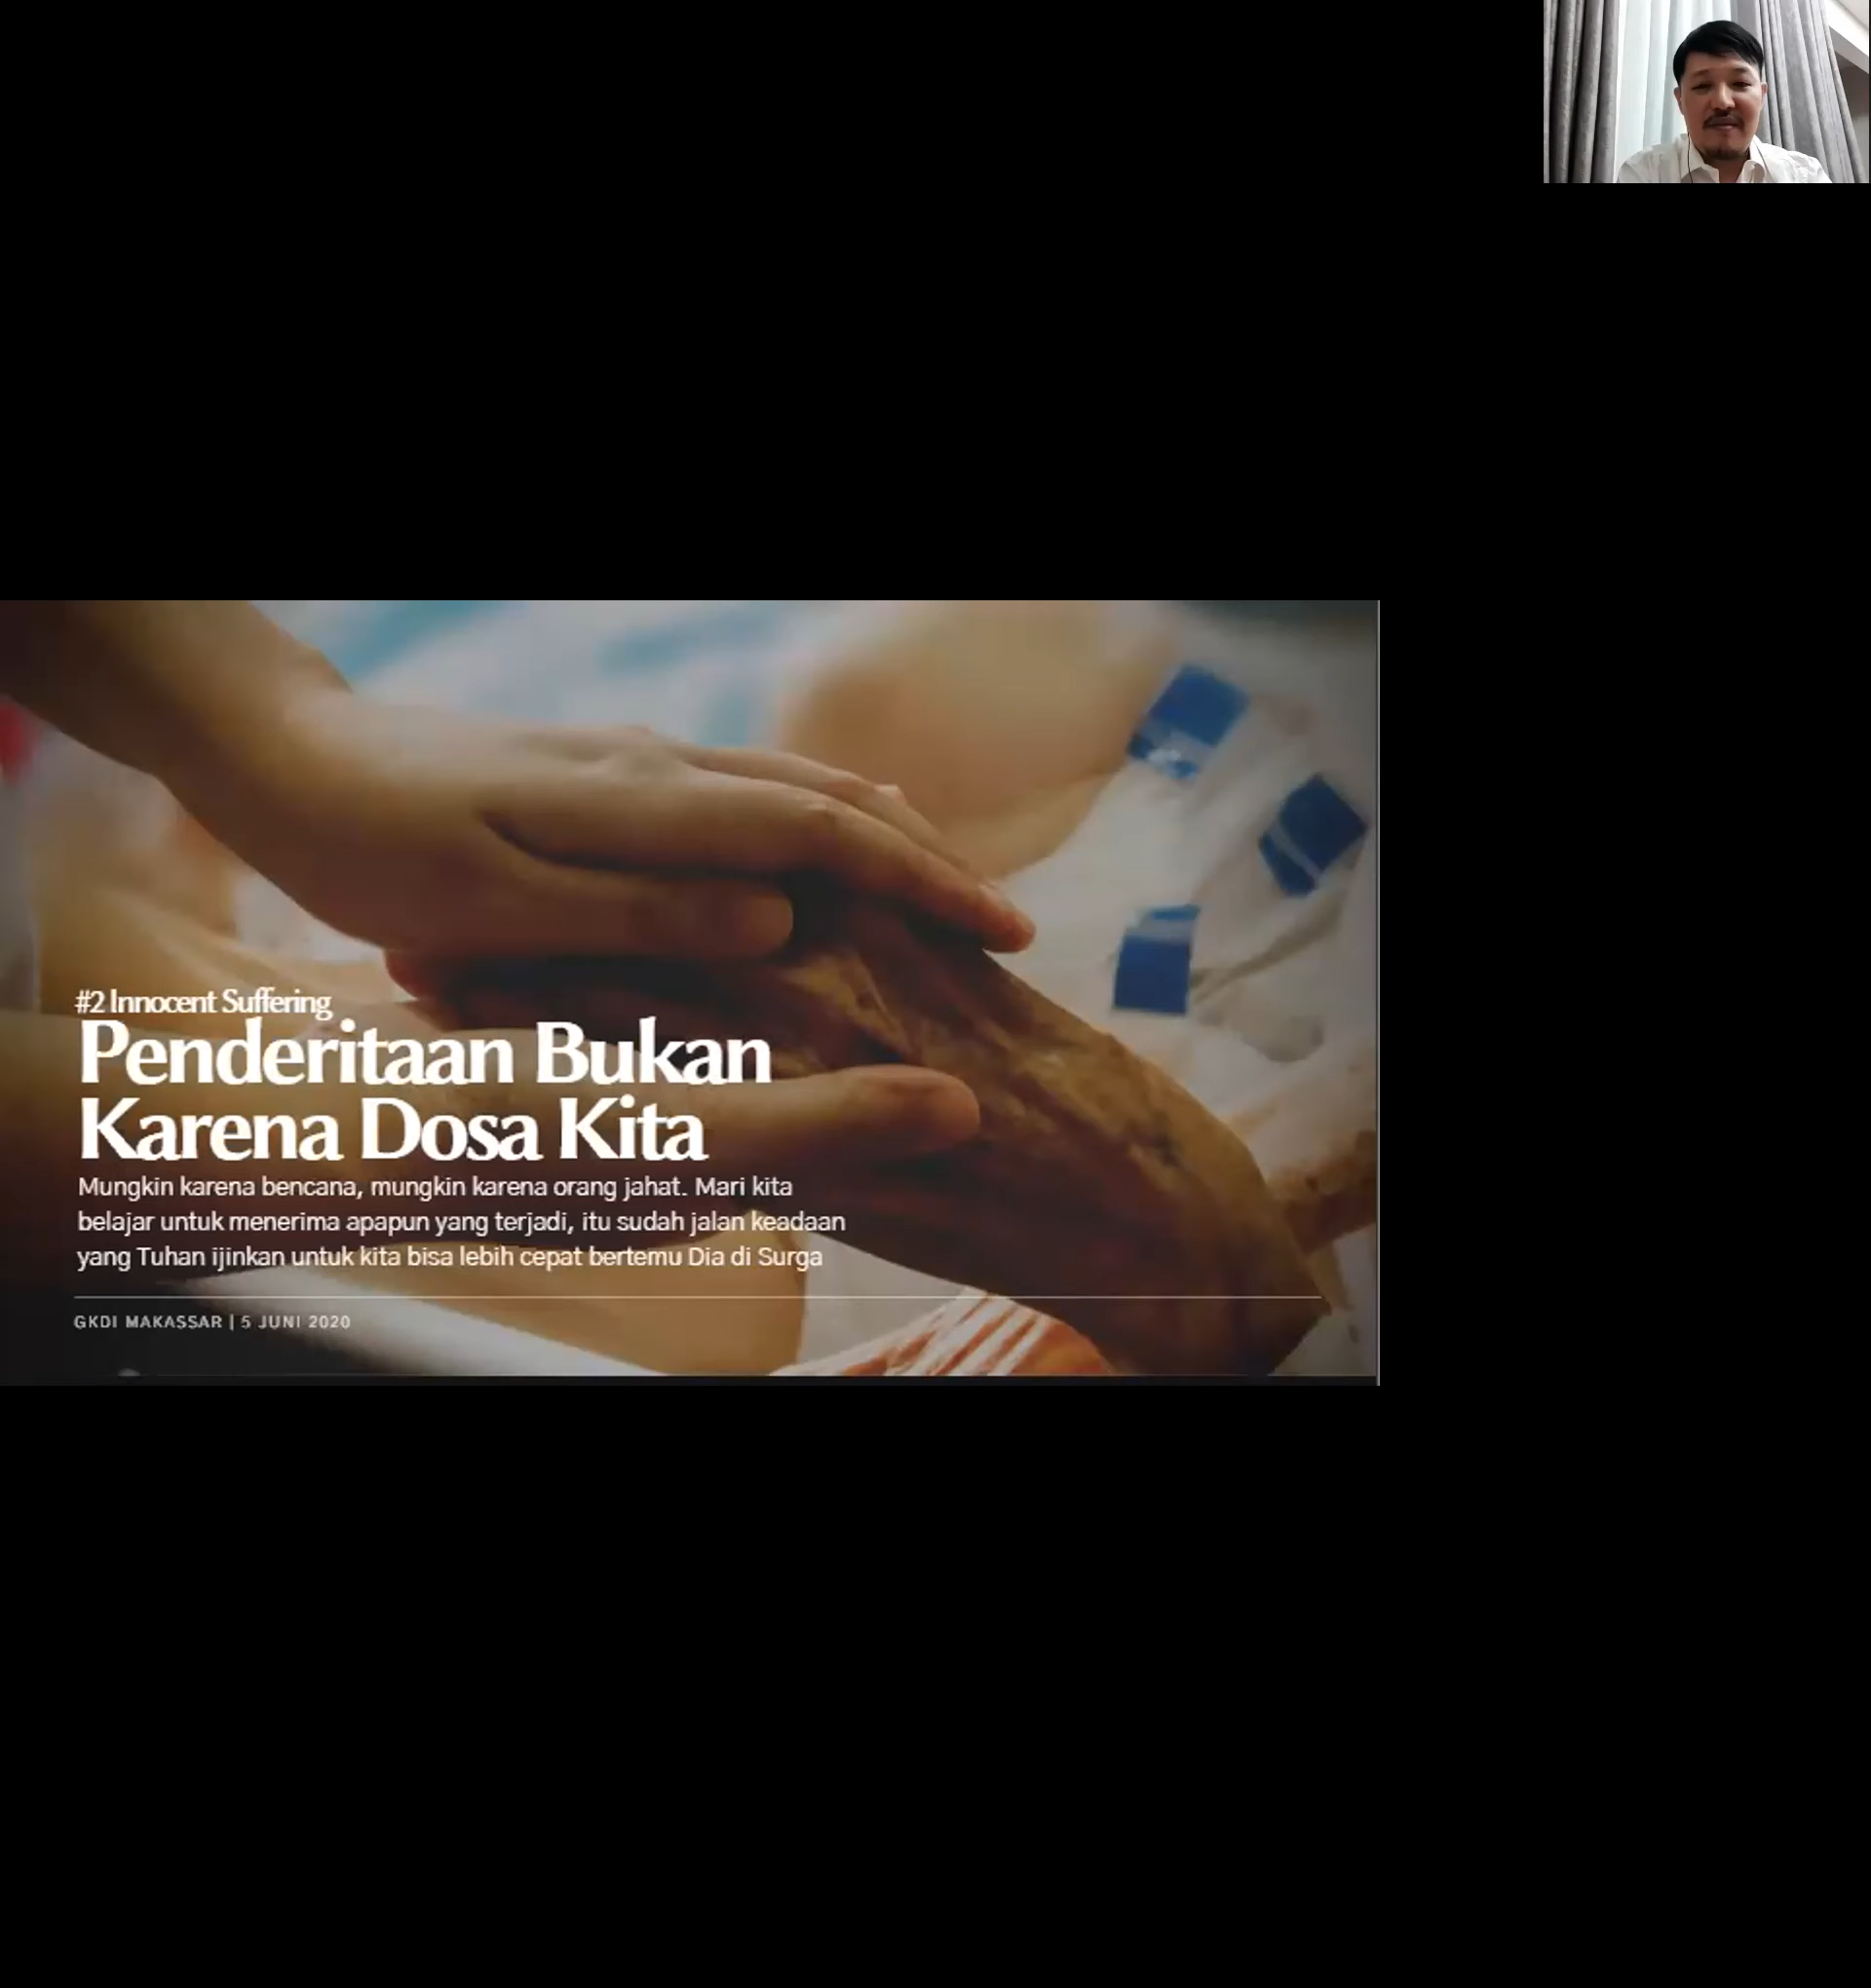 #2 Innocent Suffering
Penderitaan Bukan
Karena Dosa Kita
Mungkin karena bencana, mungkin karena orang jahat. Mari kita
belajar untuk menerima apapun yang terjadi, itu sudah jalan keadaan
yang Tuhan ijinkan untuk kita bisa lebih cepat bertemu Dia di Surga
GKDI MAKASSAR | 5 JUNI 2020